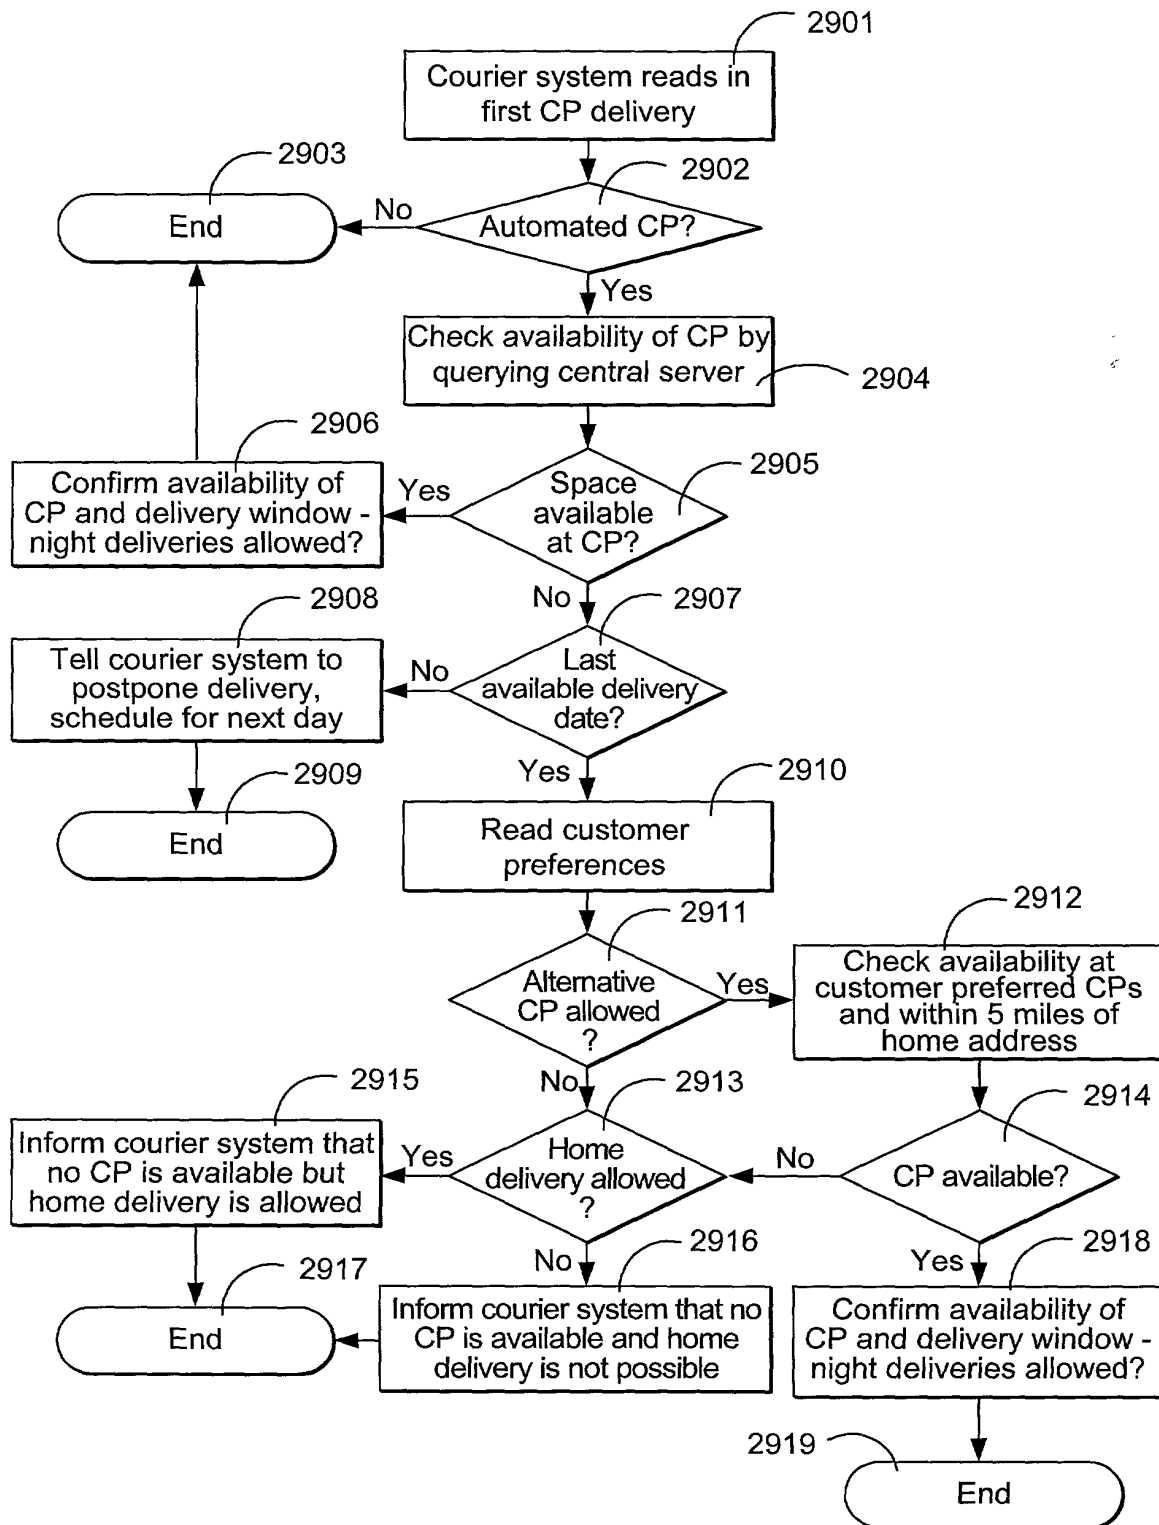 2901
Courier system reads in
first CP delivery
2903
2902
End
No
Automated CP?
Yes
Check availability of CP by
querying central server
2904
2906
2905
Confirm availability of
CP and delivery window -
night deliveries allowed?
Yes
Space
available
at CP?
No
2908
2907
Tell courier system to
postpone delivery,
schedule for next day
No
Last
available delivery
date?
Yes
2909
End
2910
Read customer
preferences
2911
2912
Alternative
CP allowed
?
Yes
Check availability at
customer preferred CPs
and within 5 miles of
home address
No
2915
2913
2914
Inform courier system that
no CP is available but
home delivery is allowed
Yes
Home
delivery allowed
?
No
CP available?
No
Yes
2917
2916
2918
End
Inform courier system that no
CP is available and home
delivery is not possible
Confirm availability of
CP and delivery window -
night deliveries allowed?
2919
End